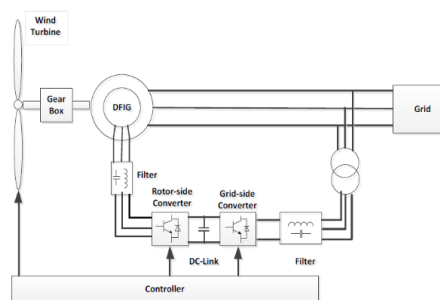 Wind
Turbine
Gear
Box
DFIG
Grid
Filter
Rotor-side
Converter
Grid-side
Converter
DC-Link
Filter
Controller